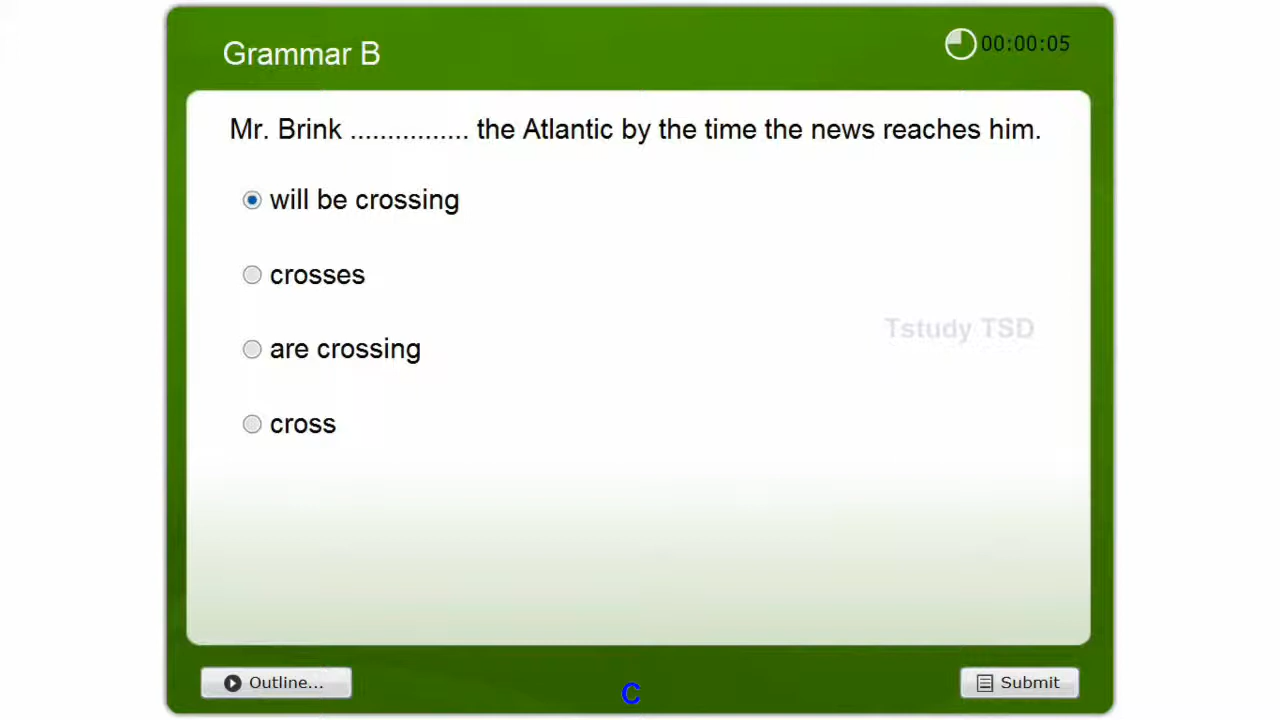 Grammar B
00:00:05
Mr. Brink ................ the Atlantic by the time the news reaches him.
will be crossing
crosses
Tstudy TSD
are crossing
cross
Outline...
C
Submit